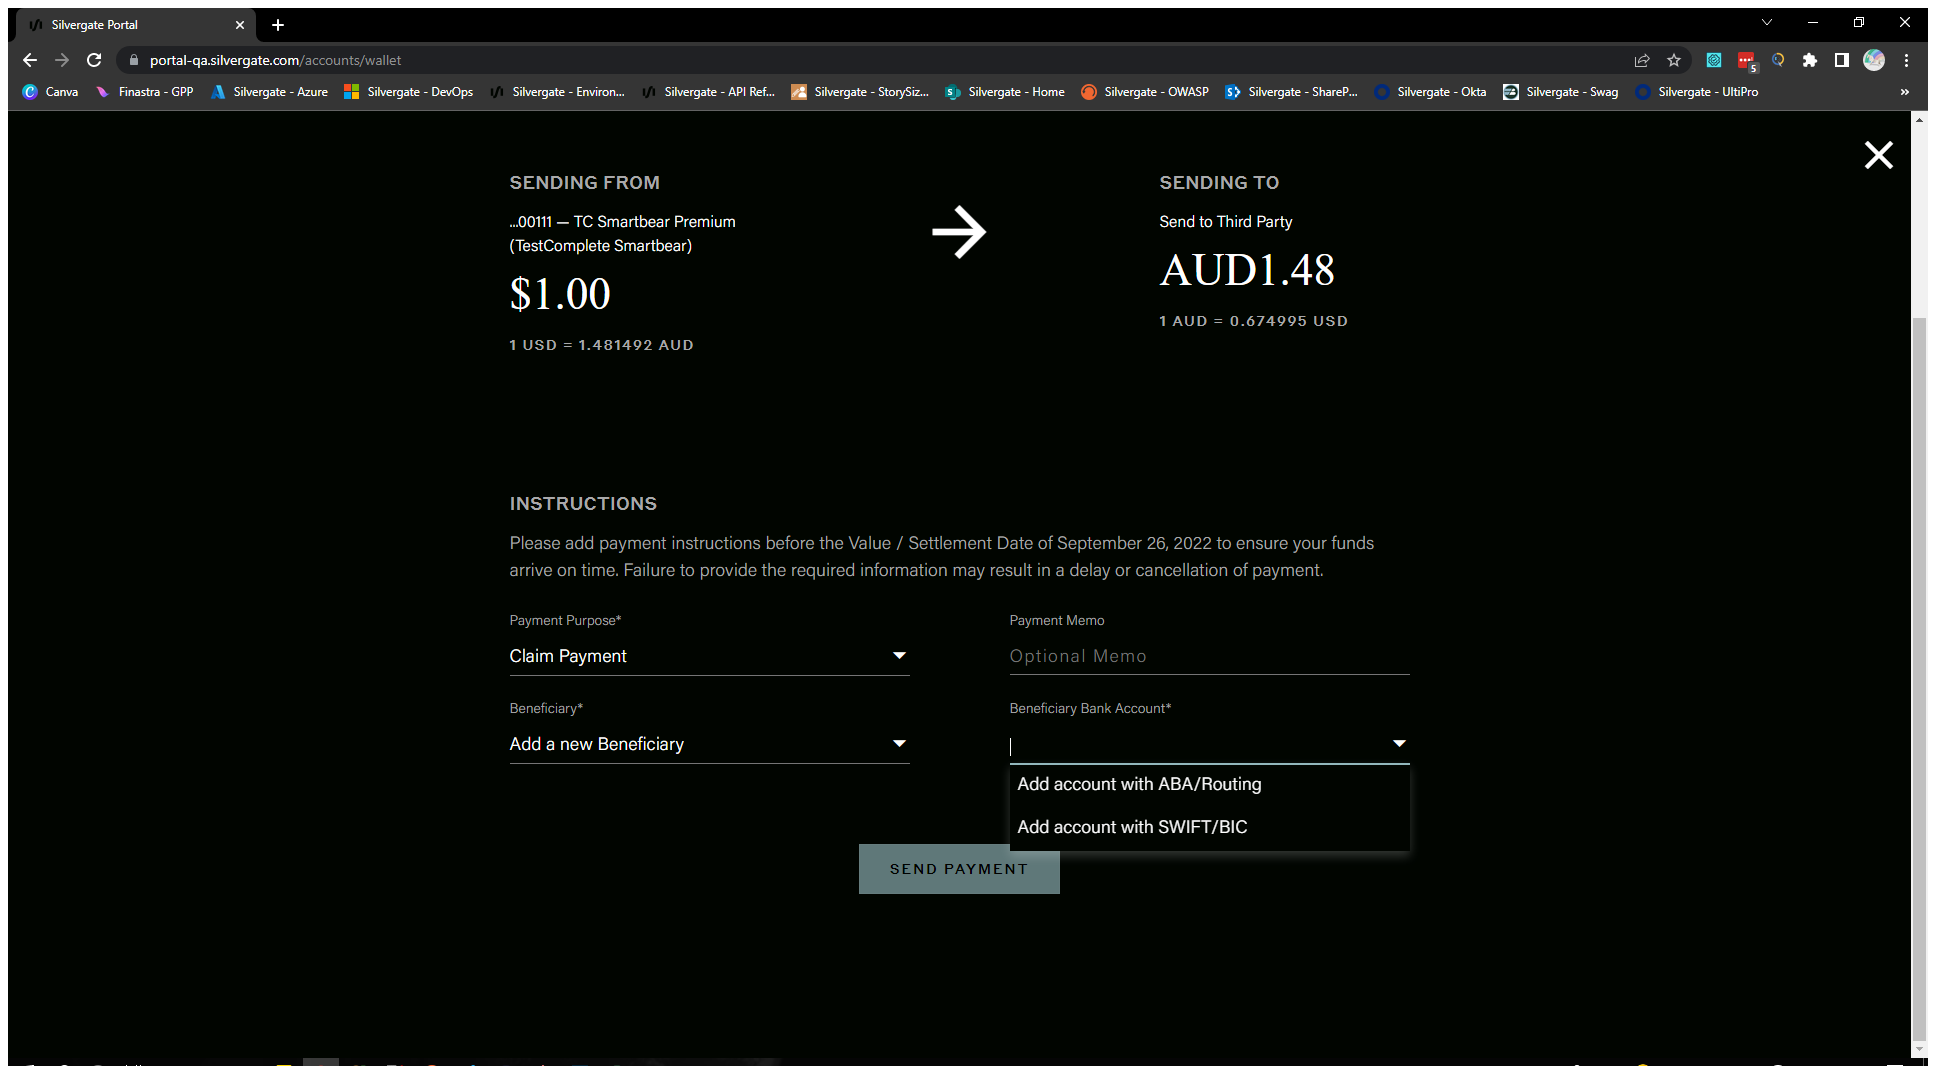 Silvergate Portal
portal-qa.silvergate.com/accounts/wallet
5
Canva
Finastra - GPP
Silvergate - Azure
Silvergate - DevOps
Silvergate - Environ...
Silvergate - API Ref...
Silvergate - StorySiz...
Silvergate - Home
Silvergate - OWASP
Silvergate - ShareP...
Silvergate - Okta
Silvergate - Swag
Silvergate - UltiPro
SENDING FROM
...00111 — TC Smartbear Premium
(TestComplete Smartbear)
$1.00
1 USD = 1.481492 AUD
SENDING TO
Send to Third Party
AUD1.48
1 AUD = 0.674995 USD
INSTRUCTIONS
Please add payment instructions before the Value / Settlement Date of September 26, 2022 to ensure your funds
arrive on time. Failure to provide the required information may result in a delay or cancellation of payment.
Payment Purpose*
Claim Payment
Payment Memo
Optional Memo
Beneficiary*
Add a new Beneficiary
Beneficiary Bank Account*
Add account with ABA/Routing
Add account with SWIFT/BIC
SEND PAYMENT